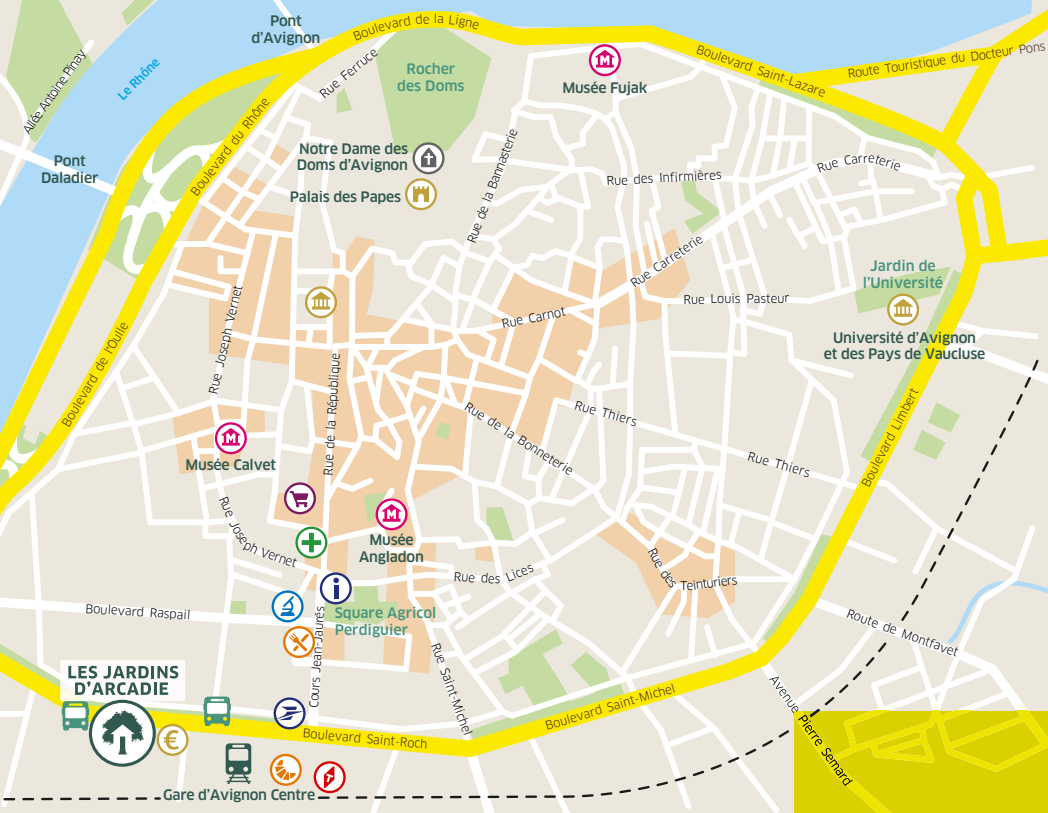 Pont
d'Avignon
Boulevard de la Ligne
Allée Antoine Pinay
Le Rhône
Rue Ferruce
Rocher
des Doms
Musée Fujak
Boulevard Saint-Lazare
Route Touristique du Docteur Pons
Pont
Daladier
Boulevard du Rhône
Notre Dame des
Doms d'Avignon
Palais des Papes
Rue de la Bannasterie
Rue des Infirmières
Rue Carreterie
Rue Carreterie
Rue Louis Pasteur
Jardin de
l'Université
Université d'Avignon
et des Pays de Vaucluse
Rue Carnot
Rue Joseph Vernet
Boulevard de l'Oulle
Rue de la République
Rue de la Bonneterie
Rue Thiers
Rue Thiers
Boulevard Limbert
M
Musée Calvet
Rue Joseph Vernet
M
Musée
Angladon
i
Rue des Lices
Rue des Teinturiers
Boulevard Raspail
Square Agricol
Perdiguier
Cours Jean-Jaurés
Rue Saint-Michel
Route de Montfavet
LES JARDINS
D'ARCADIE
€
Boulevard Saint-Roch
Boulevard Saint-Michel
Avenue Pierre Semard
Gare d'Avignon Centre